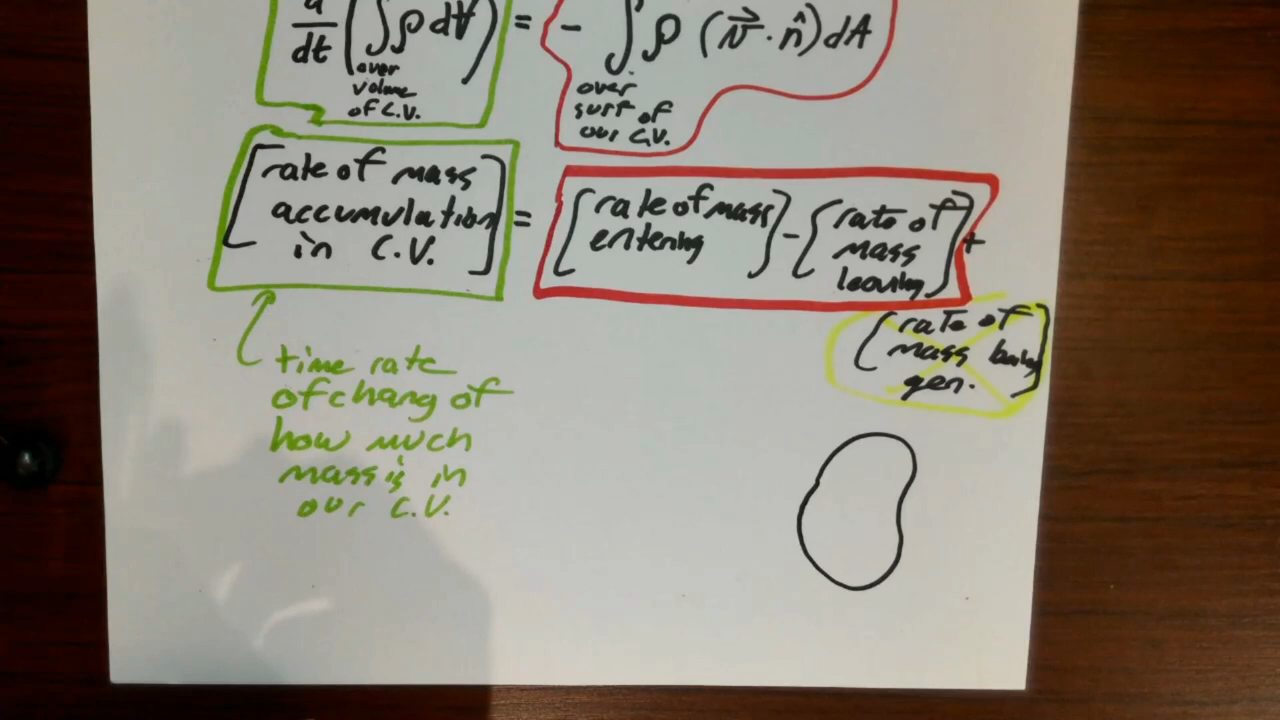 d/dt (∫∫ρ dV) = - ∫ρ (v⃗ · n̂) dA
over
volume
of C.V.
over
surf of
our C.V.
[rate of mass
accumulation
in C.V.] = [rate of mass
entering] - [rate of
mass
leaving] +
[rate of
mass being
gen.]
time rate
of chang of
how much
mass is in
our C.V.